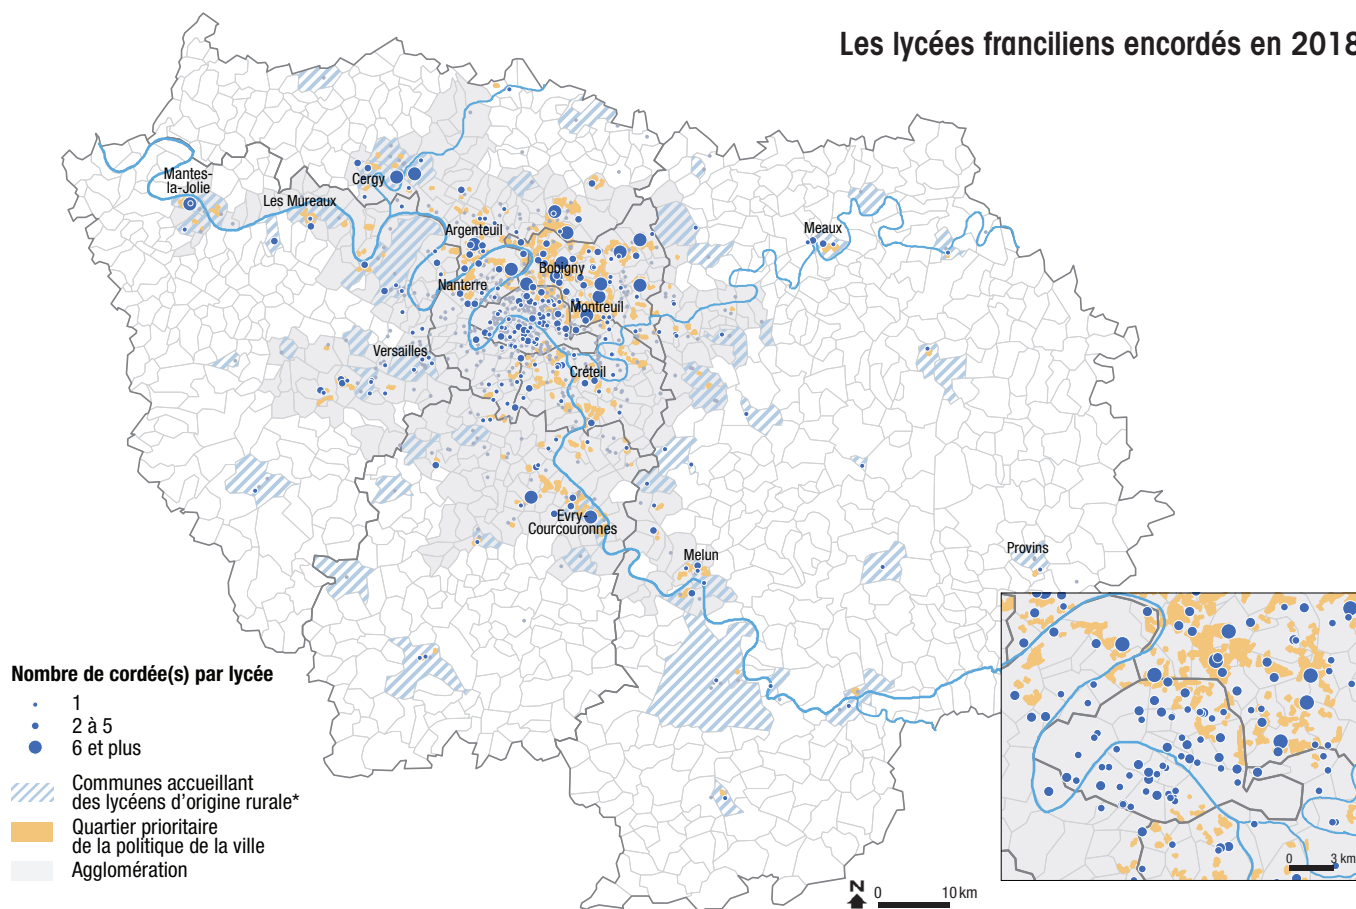 Les lycées franciliens encordés en 2018
Mantes-
la-Jolie
Les Mureaux
Cergy
Argenteuil
Meaux
Bobigny
Nanterre
Montreuil
Versailles
Créteil
Evry-
Courcouronnes
Melun
Provins
Nombre de cordée(s) par lycée
1
2 à 5
6 et plus
Communes accueillant
des lycéens d'origine rurale*
Quartier prioritaire
de la politique de la ville
Agglomération
N
0 10 km
0 3 km